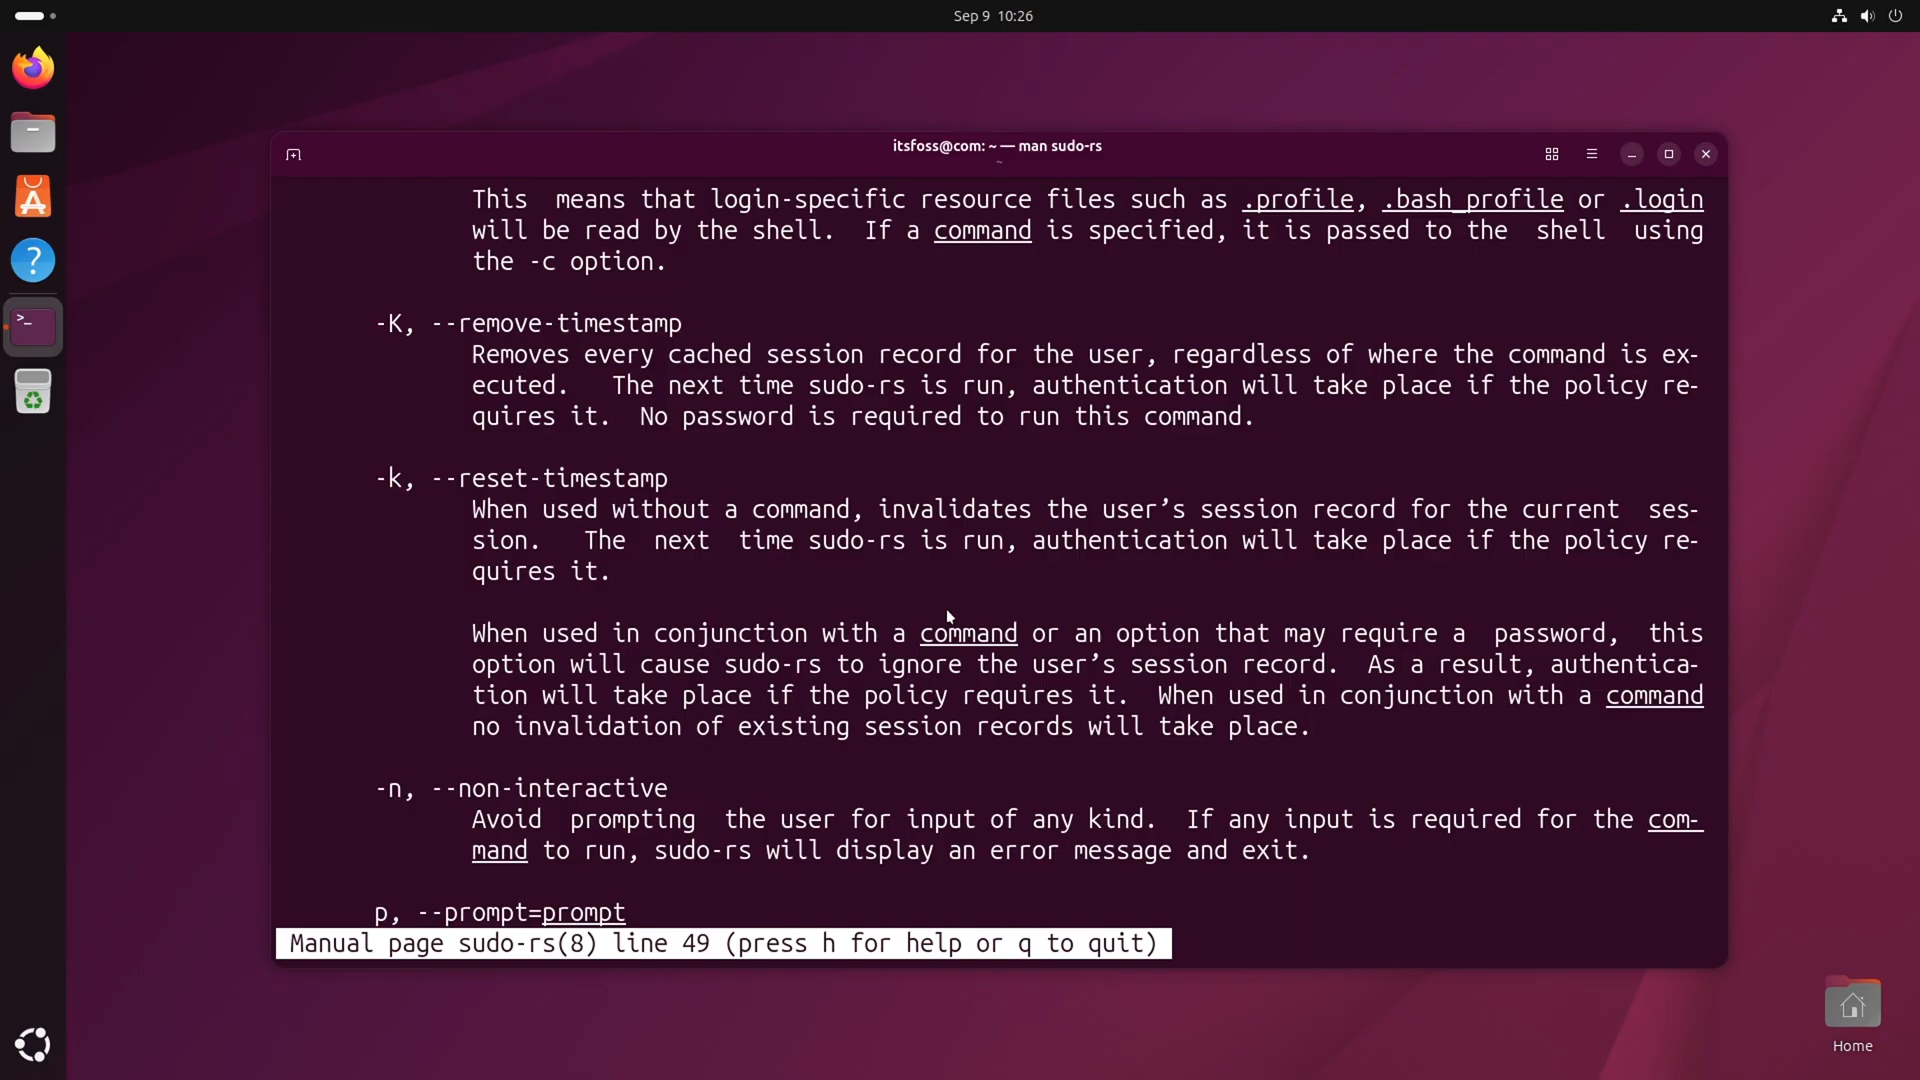 Sep 9 10:26
itsfoss@com: ~ — man sudo-rs
~
This  means that login-specific resource files such as .profile, .bash_profile or .login
will be read by the shell.  If a command is specified, it is passed to the  shell  using
the -c option.
-K, --remove-timestamp
Removes every cached session record for the user, regardless of where the command is ex-
ecuted.   The next time sudo-rs is run, authentication will take place if the policy re-
quires it.  No password is required to run this command.
-k, --reset-timestamp
When used without a command, invalidates the user’s session record for the current  ses-
sion.   The  next  time sudo-rs is run, authentication will take place if the policy re-
quires it.
When used in conjunction with a command or an option that may require a  password,  this
option will cause sudo-rs to ignore the user’s session record.  As a result, authentica-
tion will take place if the policy requires it.  When used in conjunction with a command
no invalidation of existing session records will take place.
-n, --non-interactive
Avoid  prompting  the user for input of any kind.  If any input is required for the com-
mand to run, sudo-rs will display an error message and exit.
p, --prompt=prompt
Manual page sudo-rs(8) line 49 (press h for help or q to quit)
Home